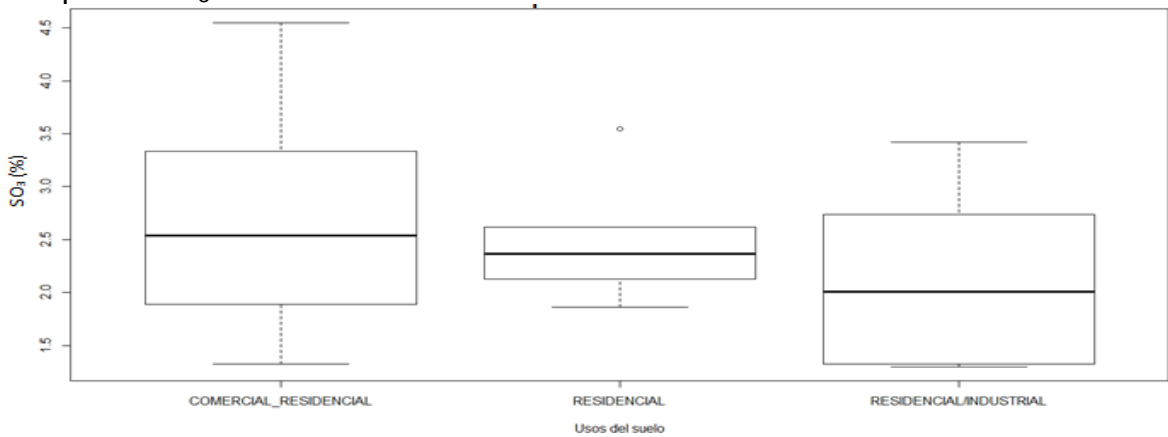 4.5
4.0
3.5
3.0
2.5
2.0
1.5
SO₃ (%)
COMERCIAL_RESIDENCIAL RESIDENCIAL RESIDENCIAL/INDUSTRIAL
Usos del suelo